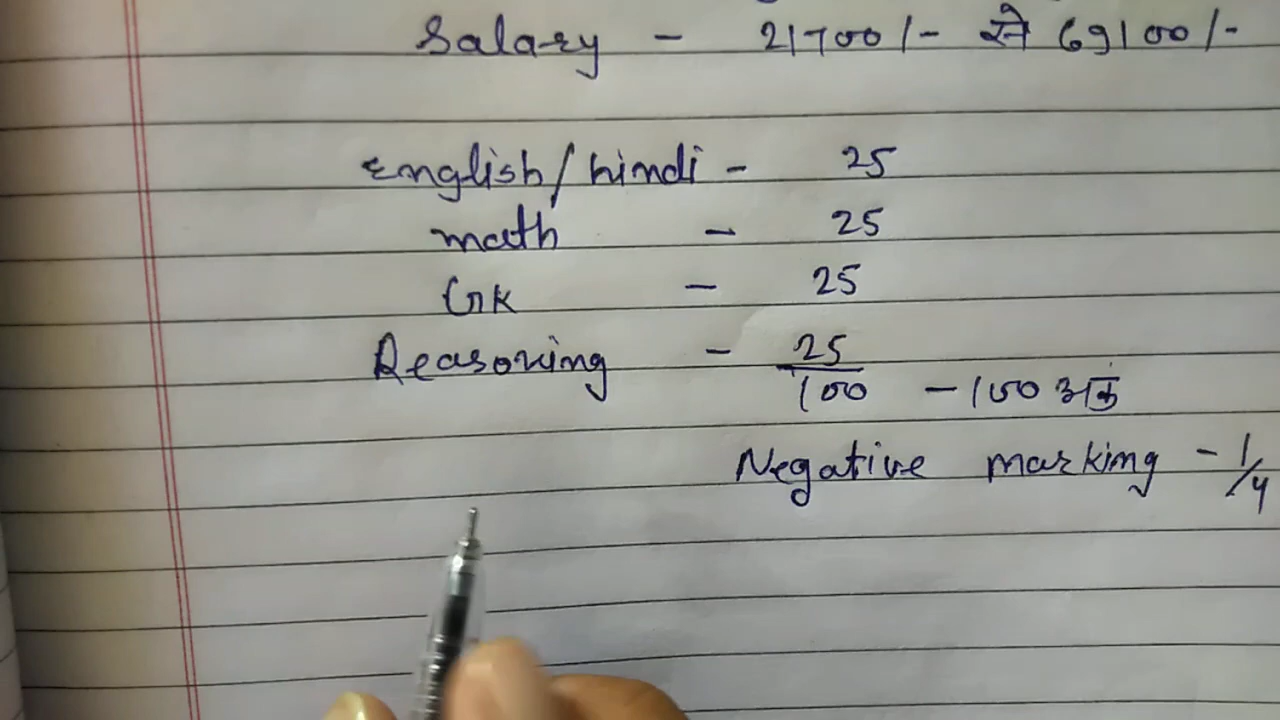 Salary - 21700/- से 69100/-
English/hindi - 25
math - 25
GK - 25
Reasoning - 25
100 - 100 अंक
Negative marking - 1/4